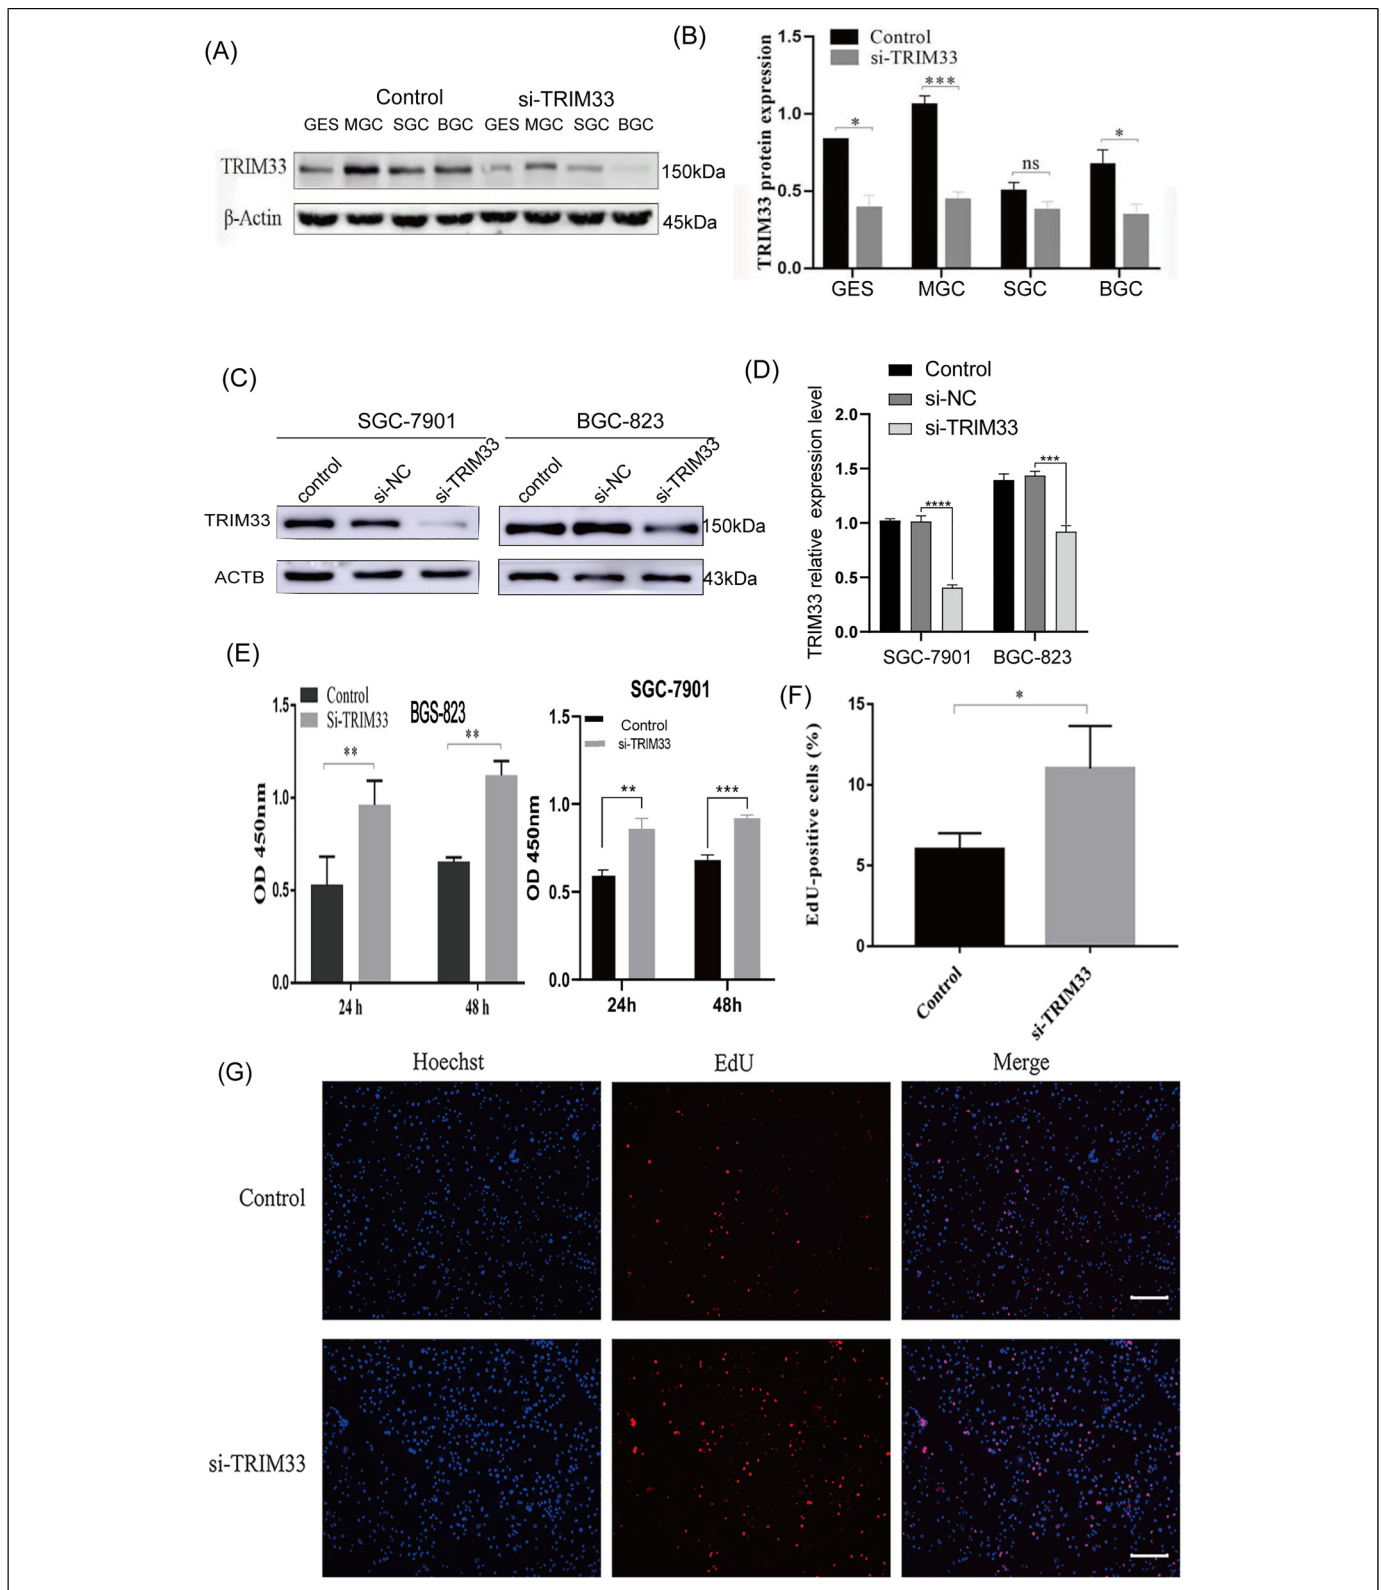 (A)
Control si-TRIM33
GES MGC SGC BGC GES MGC SGC BGC
TRIM33 150kDa
β-Actin 45kDa
(B)
Control
si-TRIM33
TRIM33 protein expression
1.5
1.0
0.5
0.0
* *** ns *
GES MGC SGC BGC
(C)
SGC-7901 BGC-823
control si-NC si-TRIM33 control si-NC si-TRIM33
TRIM33 150kDa
ACTB 43kDa
(D)
Control
si-NC
si-TRIM33
TRIM33 relative expression level
2.0
1.5
1.0
0.5
0.0
**** ***
SGC-7901 BGC-823
(E)
Control
Si-TRIM33
BGS-823
OD 450nm
1.5
1.0
0.5
0.0
** **
24h 48h
SGC-7901
Control
si-TRIM33
OD 450nm
1.5
1.0
0.5
0.0
** ***
24h 48h
(F)
EdU-positive cells (%)
15
10
5
0
*
Control si-TRIM33
(G)
Hoechst EdU Merge
Control
si-TRIM33